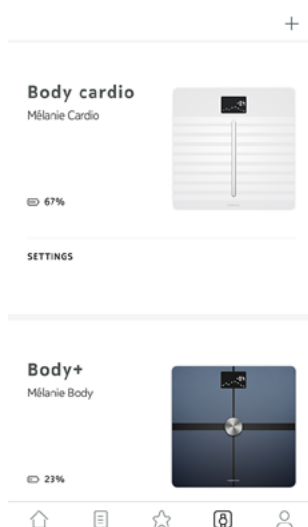 Body cardio
Mélanie Cardio
67%
SETTINGS
Body+
Mélanie Body
23%